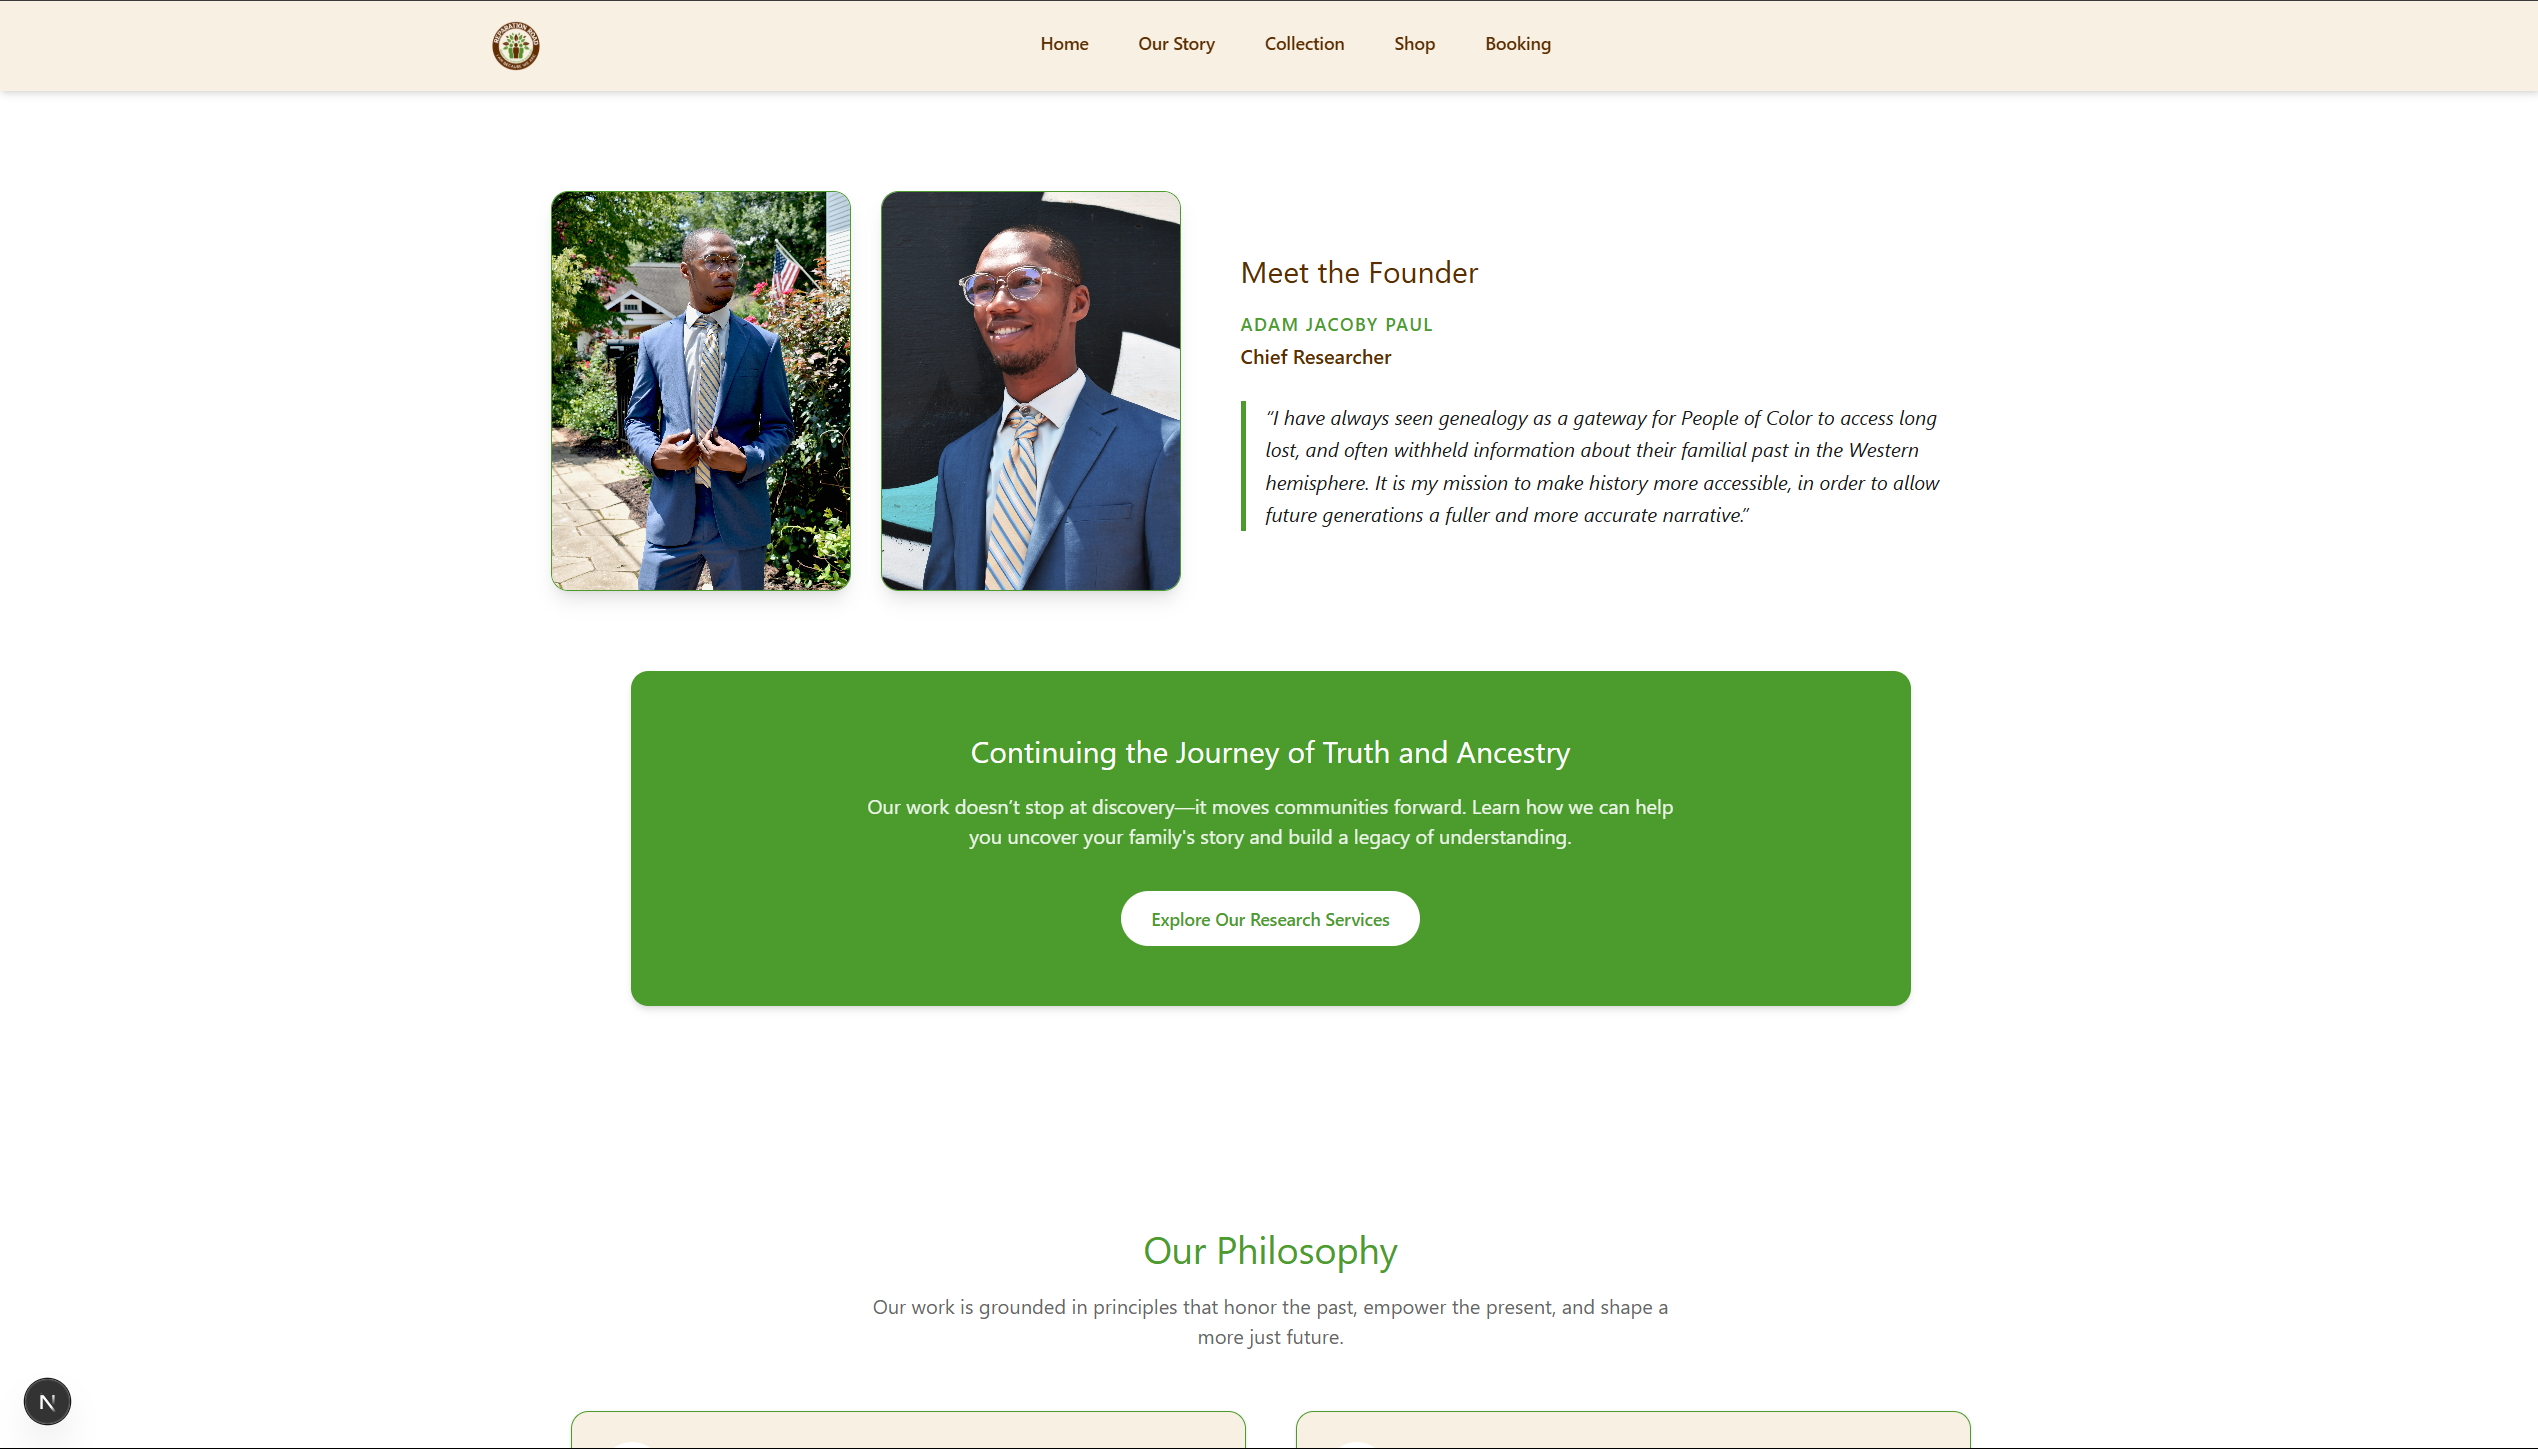 REPARATION ROAD
Home
Our Story
Collection
Shop
Booking
Meet the Founder
ADAM JACOBY PAUL
Chief Researcher
“I have always seen genealogy as a gateway for People of Color to access long
lost, and often withheld information about their familial past in the Western
hemisphere. It is my mission to make history more accessible, in order to allow
future generations a fuller and more accurate narrative.”
Continuing the Journey of Truth and Ancestry
Our work doesn’t stop at discovery—it moves communities forward. Learn how we can help
you uncover your family's story and build a legacy of understanding.
Explore Our Research Services
Our Philosophy
Our work is grounded in principles that honor the past, empower the present, and shape a
more just future.
N